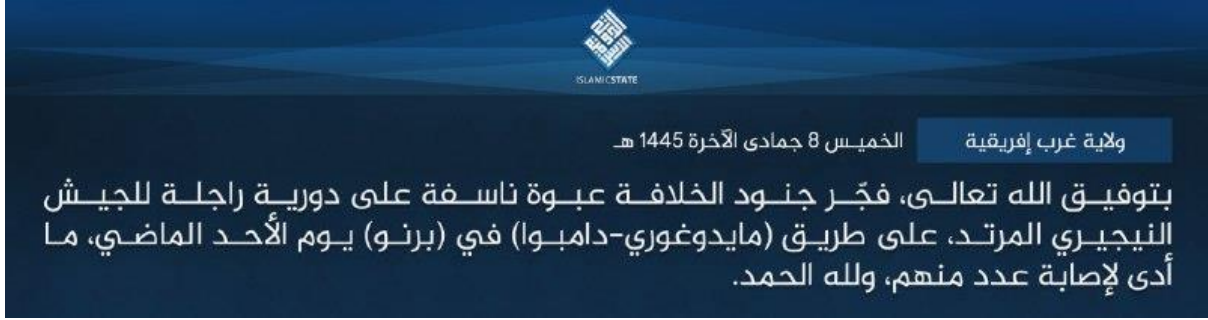 الدولة الإسلامية
ISLAMIC STATE
ولاية غرب إفريقية
الخميس 8 جمادى الآخرة 1445 هـ
بتوفيق الله تعالى، فجّر جنود الخلافة عبوة ناسفة على دورية راجلة للجيش
النيجيري المرتد، على طريق (مايدوغوري-دامبوا) في (برنو) يوم الأحد الماضي، ما
أدى لإصابة عدد منهم، ولله الحمد.